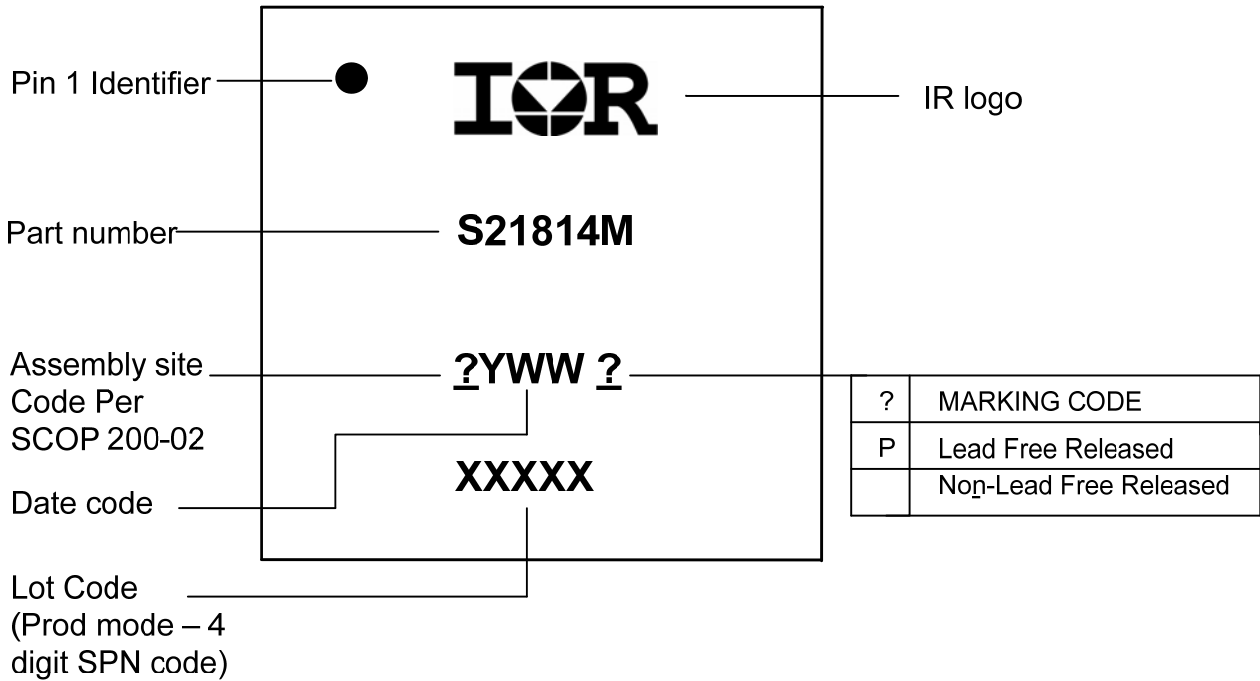 Pin 1 Identifier
IOR
IR logo
Part number
S21814M
Assembly site
Code Per
SCOP 200-02
?YWW ?
? MARKING CODE
P Lead Free Released
Non-Lead Free Released
Date code
XXXXX
Lot Code
(Prod mode – 4
digit SPN code)